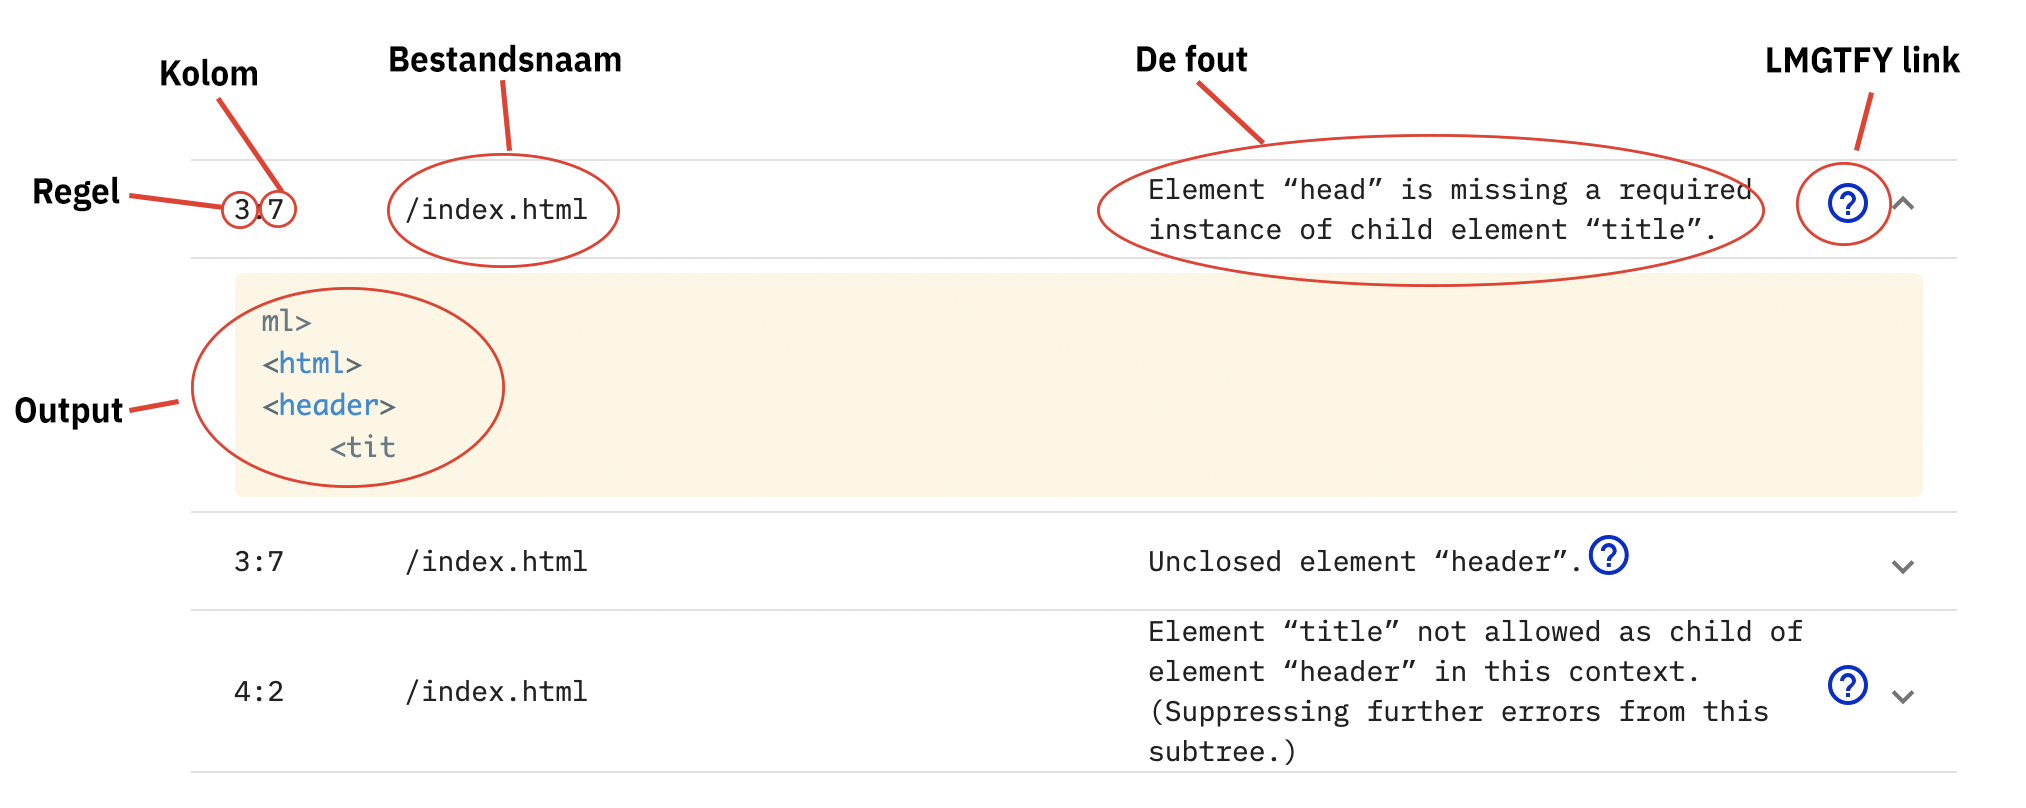 Kolom
Bestandsnaam
De fout
LMGTFY link
Regel
3:7
/index.html
Element “head” is missing a required
instance of child element “title”.
Output
ml>
<html>
<header>
<tit
3:7
/index.html
Unclosed element “header”.
4:2
/index.html
Element “title” not allowed as child of
element “header” in this context.
(Suppressing further errors from this
subtree.)